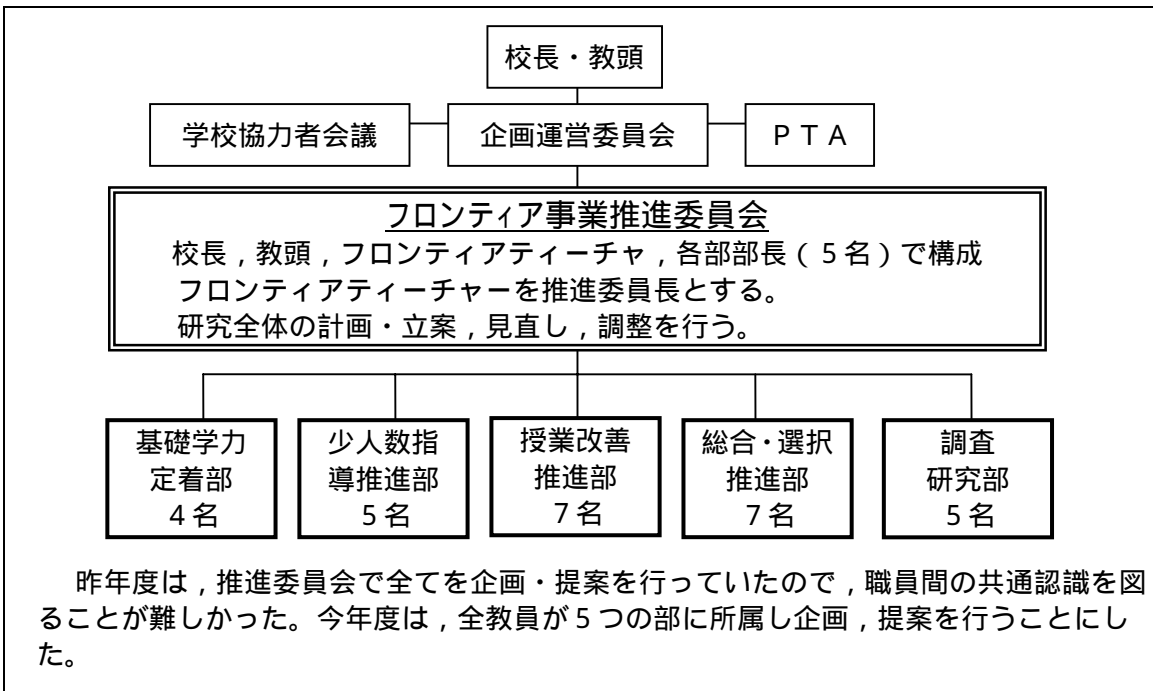 校長・教頭
学校協力者会議
企画運営委員会
ＰＴＡ
フロンティア事業推進委員会
校長，教頭，フロンティアティーチャ，各部部長（５名）で構成
フロンティアティーチャーを推進委員長とする。
研究全体の計画・立案，見直し，調整を行う。
基礎学力
定着部
４名
少人数指
導推進部
５名
授業改善
推進部
７名
総合・選択
推進部
７名
調査
研究部
５名
昨年度は，推進委員会で全てを企画・提案を行っていたので，職員間の共通認識を図
ることが難しかった。今年度は，全教員が５つの部に所属し企画，提案を行うことにし
た。